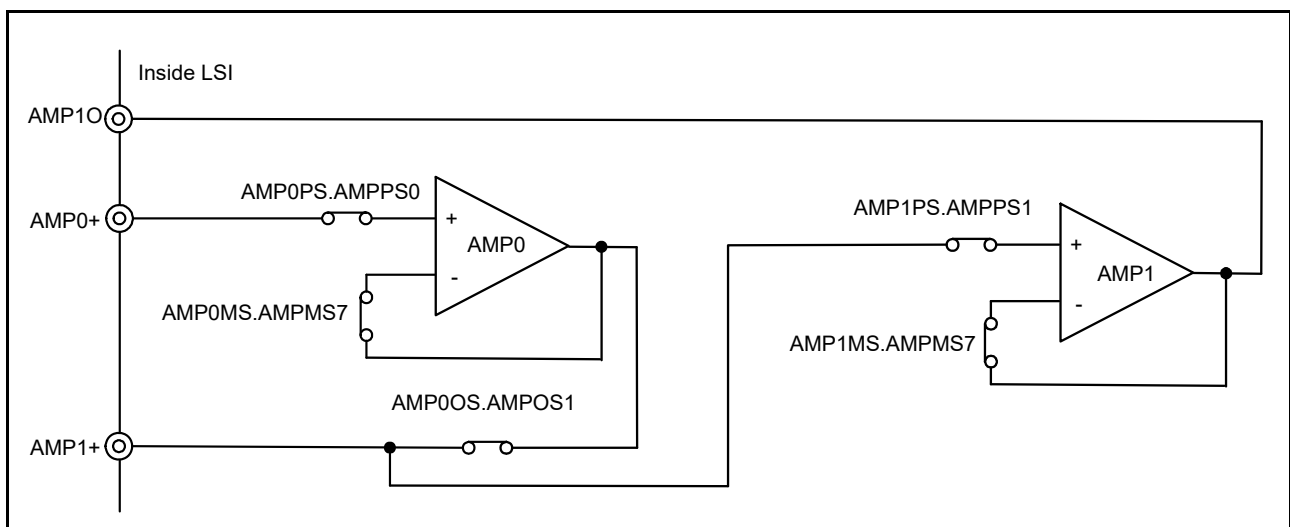 Inside LSI
AMP1O
AMP0PS.AMPPS0
AMP0+
+
AMP0
-
AMP0MS.AMPMS7
AMP1PS.AMPPS1
+
AMP1
-
AMP1MS.AMPMS7
AMP0OS.AMPOS1
AMP1+